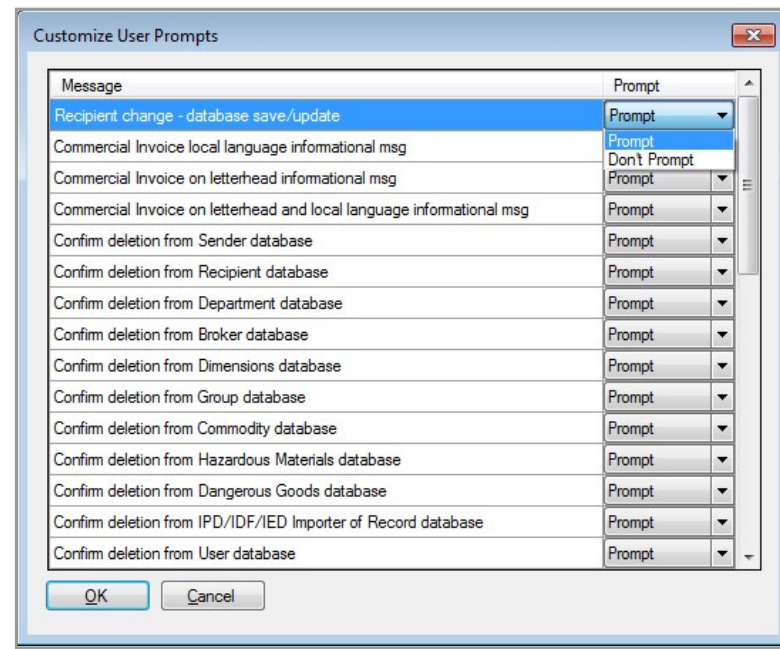 Customize User Prompts
Message Prompt
Recipient change - database save/update Prompt
Commercial Invoice local language informational msg Prompt
Don't Prompt
Commercial Invoice on letterhead informational msg Prompt
Commercial Invoice on letterhead and local language informational msg Prompt
Confirm deletion from Sender database Prompt
Confirm deletion from Recipient database Prompt
Confirm deletion from Department database Prompt
Confirm deletion from Broker database Prompt
Confirm deletion from Dimensions database Prompt
Confirm deletion from Group database Prompt
Confirm deletion from Commodity database Prompt
Confirm deletion from Hazardous Materials database Prompt
Confirm deletion from Dangerous Goods database Prompt
Confirm deletion from IPD/IDF/IED Importer of Record database Prompt
Confirm deletion from User database Prompt
OK Cancel